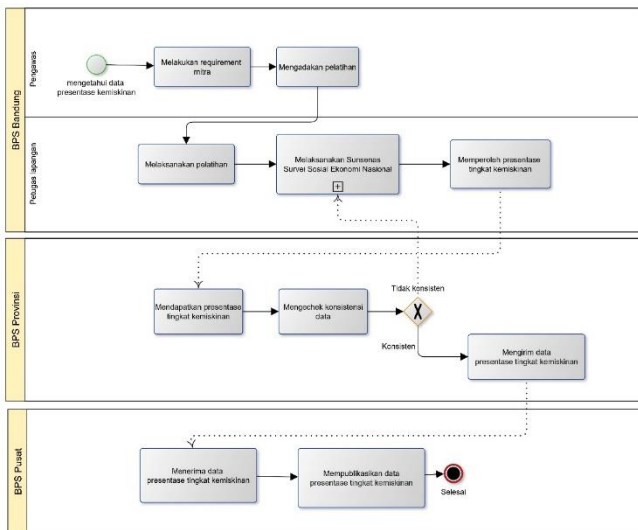 BPS Bandung
Pengawas
mengetahui data
presentase kemiskinan
Melakukan requirement
mitra
Mengadakan pelatihan
Petugas lapangan
Melaksanakan pelatihan
Melaksanakan Sunsenas
Survei Sosial Ekonomi Nasional
Memperoleh presentase
tingkat kemiskinan
BPS Provinsi
Mendapatkan presentase
tingkat kemiskinan
Mengechek konsistensi
data
Tidak konsisten
Konsisten
Mengirim data
presentase tingkat kemiskinan
BPS Pusat
Menerima data
presentase tingkat kemiskinan
Mempublikasikan data
presentase tingkat kemiskinan
Selesai